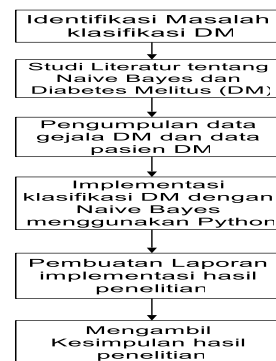 Identifikasi Masalah
klasifikasi DM
Studi Literatur tentang
Naive Bayes dan
Diabetes Melitus (DM)
Pengumpulan data
gejala DM dan data
pasien DM
Implementasi
klasifikasi DM dengan
Naive Bayes
menggunakan Python
Pembuatan Laporan
implementasi hasil
penelitian
Mengambil
Kesimpulan hasil
penelitian